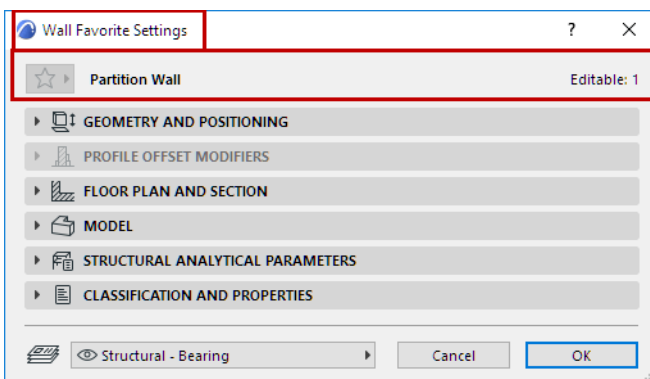 Wall Favorite Settings ? ×
Partition Wall Editable: 1
GEOMETRY AND POSITIONING
PROFILE OFFSET MODIFIERS
FLOOR PLAN AND SECTION
MODEL
STRUCTURAL ANALYTICAL PARAMETERS
CLASSIFICATION AND PROPERTIES
Structural - Bearing Cancel OK